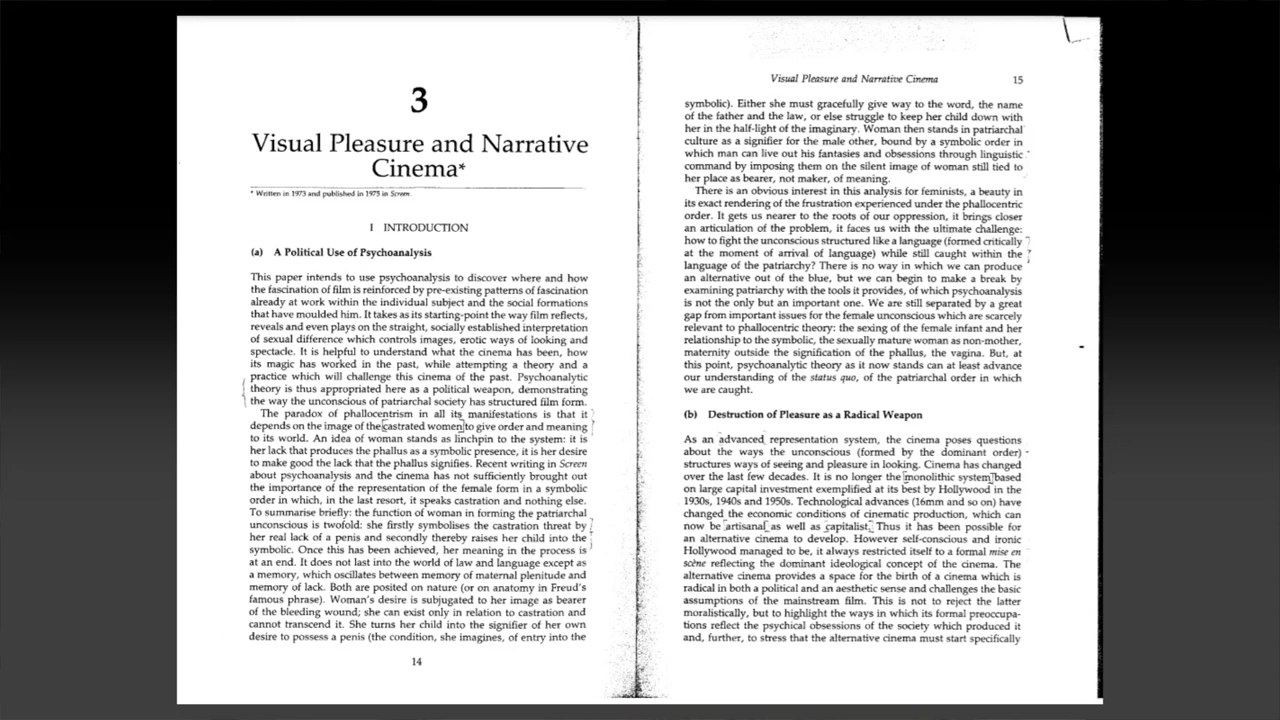 3
Visual Pleasure and Narrative
Cinema*
* Written in 1973 and published in 1975 in Screen.
I INTRODUCTION
(a) A Political Use of Psychoanalysis
This paper intends to use psychoanalysis to discover where and how
the fascination of film is reinforced by pre-existing patterns of fascination
already at work within the individual subject and the social formations
that have moulded him. It takes as its starting-point the way film reflects,
reveals and even plays on the straight, socially established interpretation
of sexual difference which controls images, erotic ways of looking and
spectacle. It is helpful to understand what the cinema has been, how
its magic has worked in the past, while attempting a theory and a
practice which will challenge this cinema of the past. Psychoanalytic
theory is thus appropriated here as a political weapon, demonstrating
the way the unconscious of patriarchal society has structured film form.
The paradox of phallocentrism in all its manifestations is that it
depends on the image of the castrated women to give order and meaning
to its world. An idea of woman stands as linchpin to the system: it is
her lack that produces the phallus as a symbolic presence, it is her desire
to make good the lack that the phallus signifies. Recent writing in Screen
about psychoanalysis and the cinema has not sufficiently brought out
the importance of the representation of the female form in a symbolic
order in which, in the last resort, it speaks castration and nothing else.
To summarise briefly: the function of woman in forming the patriarchal
unconscious is twofold: she firstly symbolises the castration threat by
her real lack of a penis and secondly thereby raises her child into the
symbolic. Once this has been achieved, her meaning in the process is
at an end. It does not last into the world of law and language except as
a memory, which oscillates between memory of maternal plenitude and
memory of lack. Both are posited on nature (or on anatomy in Freud's
famous phrase). Woman's desire is subjugated to her image as bearer
of the bleeding wound; she can exist only in relation to castration and
cannot transcend it. She turns her child into the signifier of her own
desire to possess a penis (the condition, she imagines, of entry into the
14
Visual Pleasure and Narrative Cinema 15
symbolic). Either she must gracefully give way to the word, the name
of the father and the law, or else struggle to keep her child down with
her in the half-light of the imaginary. Woman then stands in patriarchal
culture as a signifier for the male other, bound by a symbolic order in
which man can live out his fantasies and obsessions through linguistic
command by imposing them on the silent image of woman still tied to
her place as bearer, not maker, of meaning.
There is an obvious interest in this analysis for feminists, a beauty in
its exact rendering of the frustration experienced under the phallocentric
order. It gets us nearer to the roots of our oppression, it brings closer
an articulation of the problem, it faces us with the ultimate challenge:
how to fight the unconscious structured like a language (formed critically
at the moment of arrival of language) while still caught within the
language of the patriarchy? There is no way in which we can produce
an alternative out of the blue, but we can begin to make a break by
examining patriarchy with the tools it provides, of which psychoanalysis
is not the only but an important one. We are still separated by a great
gap from important issues for the female unconscious which are scarcely
relevant to phallocentric theory: the sexing of the female infant and her
relationship to the symbolic, the sexually mature woman as non-mother,
maternity outside the signification of the phallus, the vagina. But, at
this point, psychoanalytic theory as it now stands can at least advance
our understanding of the status quo, of the patriarchal order in which
we are caught.
(b) Destruction of Pleasure as a Radical Weapon
As an advanced representation system, the cinema poses questions
about the ways the unconscious (formed by the dominant order)
structures ways of seeing and pleasure in looking. Cinema has changed
over the last few decades. It is no longer the monolithic system based
on large capital investment exemplified at its best by Hollywood in the
1930s, 1940s and 1950s. Technological advances (16mm and so on) have
changed the economic conditions of cinematic production, which can
now be artisanal as well as capitalist. Thus it has been possible for
an alternative cinema to develop. However self-conscious and ironic
Hollywood managed to be, it always restricted itself to a formal mise en
scène reflecting the dominant ideological concept of the cinema. The
alternative cinema provides a space for the birth of a cinema which is
radical in both a political and an aesthetic sense and challenges the basic
assumptions of the mainstream film. This is not to reject the latter
moralistically, but to highlight the ways in which its formal preoccupa-
tions reflect the psychical obsessions of the society which produced it
and, further, to stress that the alternative cinema must start specifically